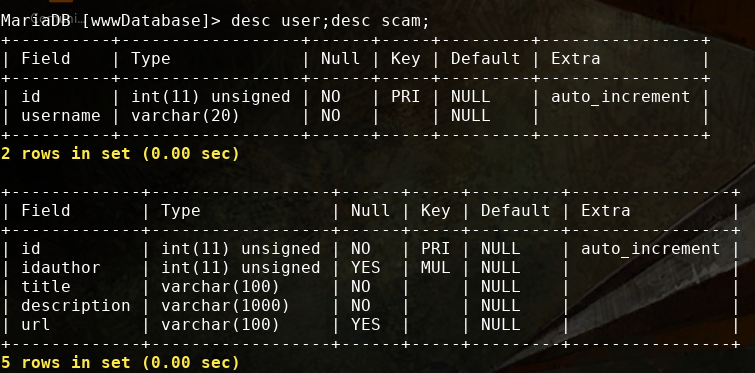 MariaDB [wwwDatabase]> desc user;desc scam;
+----------+------------------+------+-----+---------+----------------+
| Field    | Type             | Null | Key | Default | Extra          |
+----------+------------------+------+-----+---------+----------------+
| id       | int(11) unsigned | NO   | PRI | NULL    | auto_increment |
| username | varchar(20)      | NO   |     | NULL    |                |
+----------+------------------+------+-----+---------+----------------+
2 rows in set (0.00 sec)

+-------------+------------------+------+-----+---------+----------------+
| Field       | Type             | Null | Key | Default | Extra          |
+-------------+------------------+------+-----+---------+----------------+
| id          | int(11) unsigned | NO   | PRI | NULL    | auto_increment |
| idauthor    | int(11) unsigned | YES  | MUL | NULL    |                |
| title       | varchar(100)     | NO   |     | NULL    |                |
| description | varchar(1000)    | NO   |     | NULL    |                |
| url         | varchar(100)     | YES  |     | NULL    |                |
+-------------+------------------+------+-----+---------+----------------+
5 rows in set (0.00 sec)